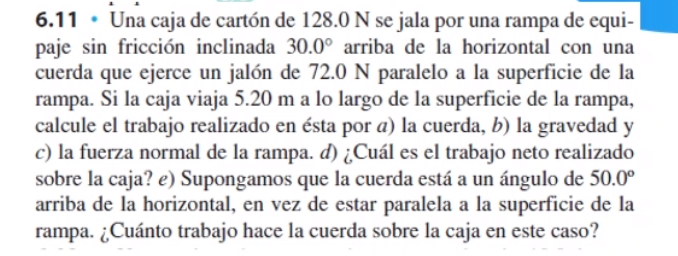 6.11 • Una caja de cartón de 128.0 N se jala por una rampa de equi-
paje sin fricción inclinada 30.0° arriba de la horizontal con una
cuerda que ejerce un jalón de 72.0 N paralelo a la superficie de la
rampa. Si la caja viaja 5.20 m a lo largo de la superficie de la rampa,
calcule el trabajo realizado en ésta por a) la cuerda, b) la gravedad y
c) la fuerza normal de la rampa. d) ¿Cuál es el trabajo neto realizado
sobre la caja? e) Supongamos que la cuerda está a un ángulo de 50.0°
arriba de la horizontal, en vez de estar paralela a la superficie de la
rampa. ¿Cuánto trabajo hace la cuerda sobre la caja en este caso?